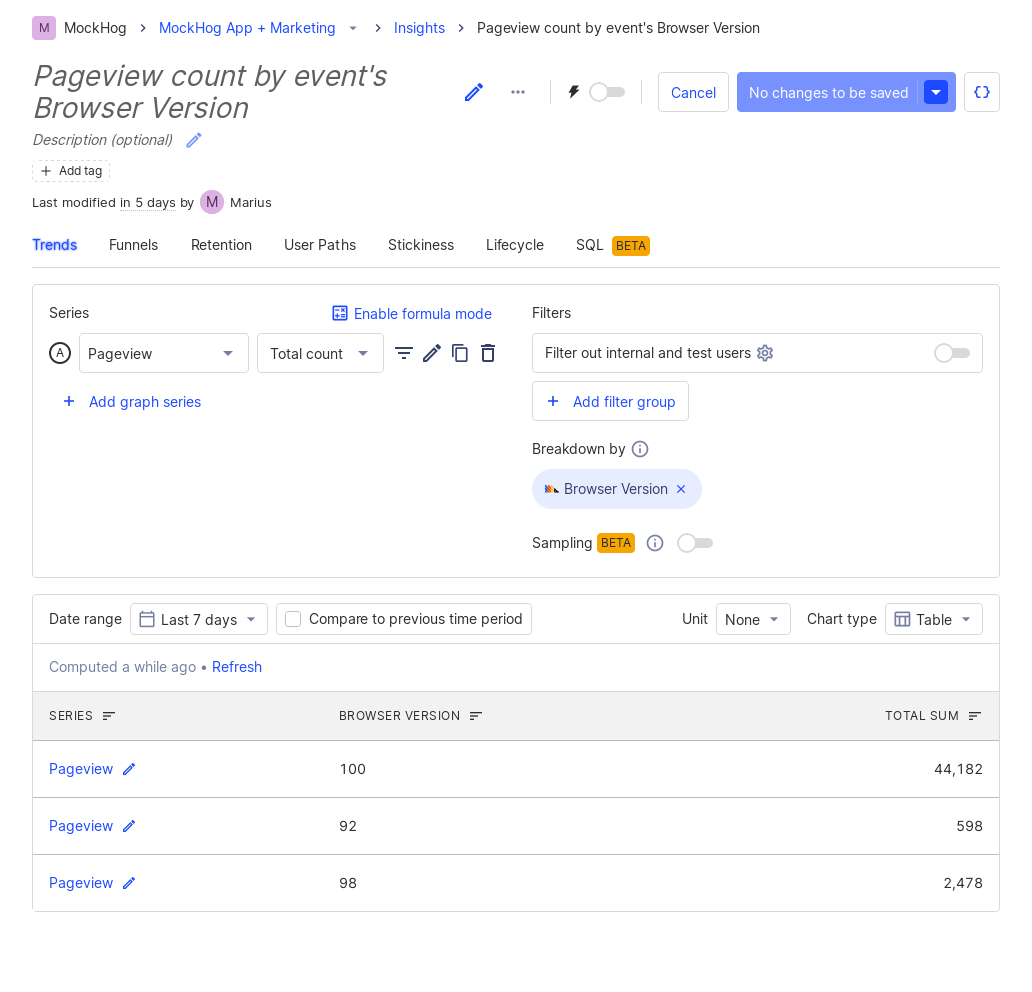 M MockHog MockHog App + Marketing Insights Pageview count by event's Browser Version
Pageview count by event's
Browser Version
Cancel No changes to be saved
Description (optional)
Add tag
Last modified in 5 days by M Marius
Trends Funnels Retention User Paths Stickiness Lifecycle SQL BETA
Series Enable formula mode
A Pageview Total count
Add graph series
Filters
Filter out internal and test users
Add filter group
Breakdown by
Browser Version
Sampling BETA
Date range Last 7 days Compare to previous time period Unit None Chart type Table
Computed a while ago • Refresh
SERIES BROWSER VERSION TOTAL SUM
Pageview 100 44,182
Pageview 92 598
Pageview 98 2,478